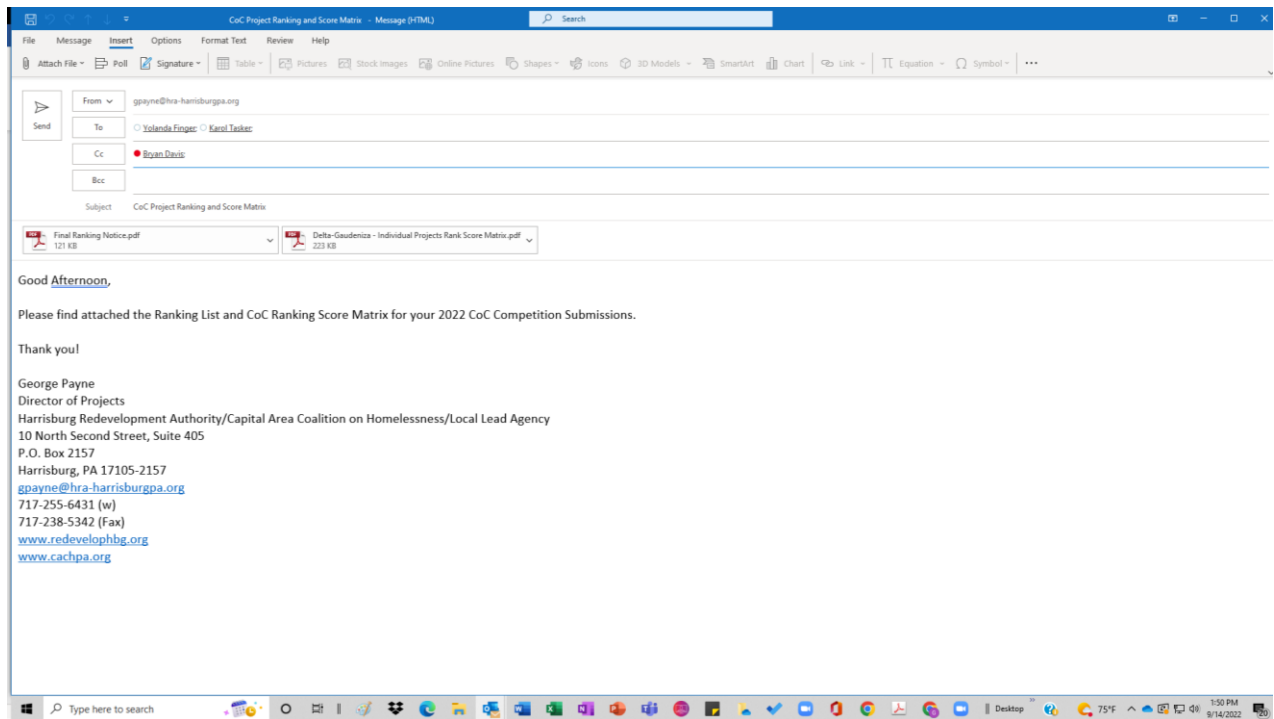 CoC Project Ranking and Score Matrix - Message (HTML)
Search
File Message Insert Options Format Text Review Help
Attach File Poll Signature Table Pictures Stock Images Online Pictures Shapes Icons 3D Models SmartArt Chart Link Equation Symbol
Send
From gpayne@hra-harrisburgpa.org
To Yolanda Finger; Karol Tasker;
Cc Bryan Davis;
Bcc
Subject CoC Project Ranking and Score Matrix
Final Ranking Notice.pdf
121 KB
Delta-Gaudeniza - Individual Projects Rank Score Matrix.pdf
223 KB
Good Afternoon,
Please find attached the Ranking List and CoC Ranking Score Matrix for your 2022 CoC Competition Submissions.
Thank you!
George Payne
Director of Projects
Harrisburg Redevelopment Authority/Capital Area Coalition on Homelessness/Local Lead Agency
10 North Second Street, Suite 405
P.O. Box 2157
Harrisburg, PA 17105-2157
gpayne@hra-harrisburgpa.org
717-255-6431 (w)
717-238-5342 (Fax)
www.redevelophbg.org
www.cachpa.org
Type here to search
Desktop
75°F
1:50 PM
9/14/2022
20